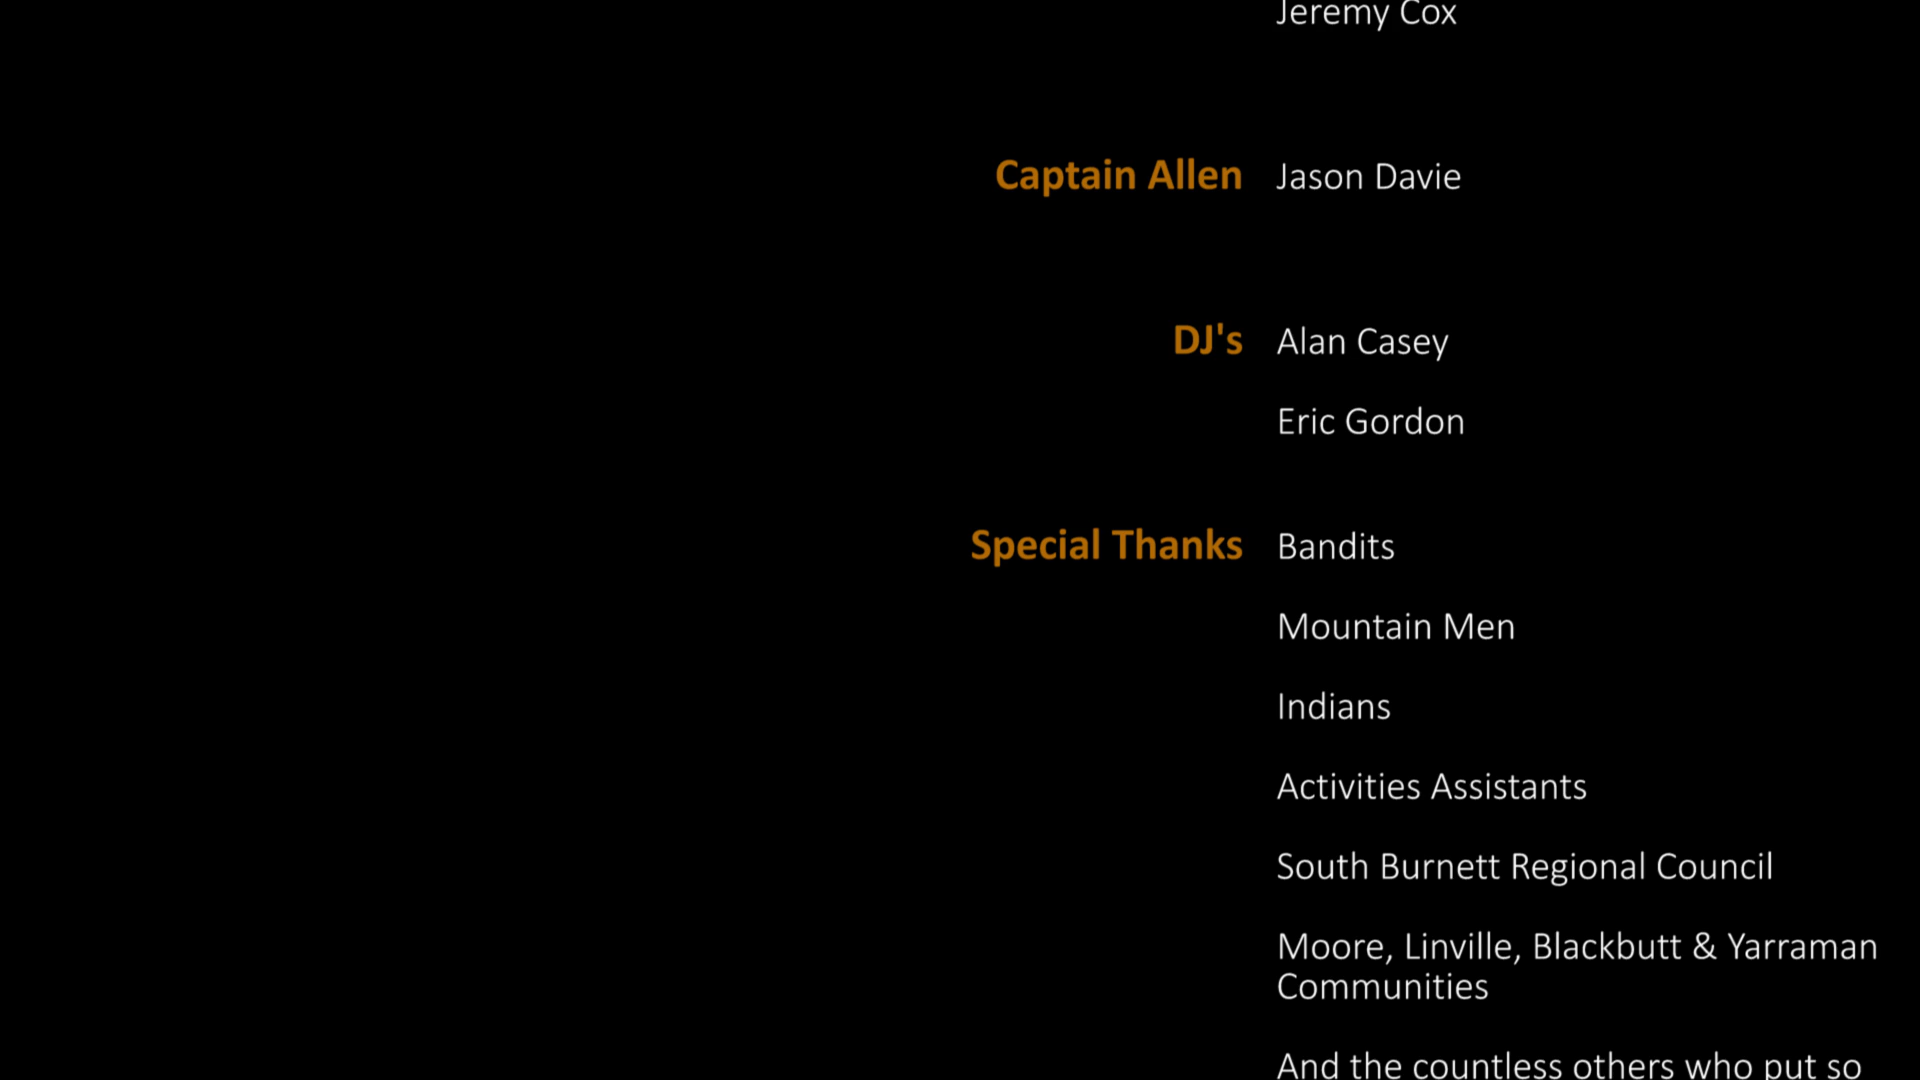 Jeremy Cox
Captain Allen Jason Davie
DJ's Alan Casey
Eric Gordon
Special Thanks Bandits
Mountain Men
Indians
Activities Assistants
South Burnett Regional Council
Moore, Linville, Blackbutt & Yarraman
Communities
And the countless others who put so